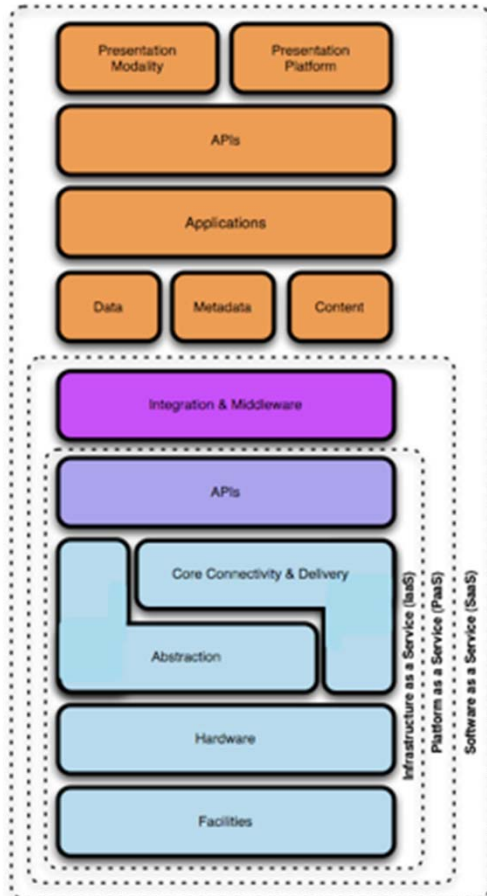 Presentation
Modality
Presentation
Platform
APIs
Applications
Data
Metadata
Content
Integration & Middleware
APIs
Core Connectivity & Delivery
Abstraction
Hardware
Facilities
Infrastructure as a Service (IaaS)
Platform as a Service (PaaS)
Software as a Service (SaaS)